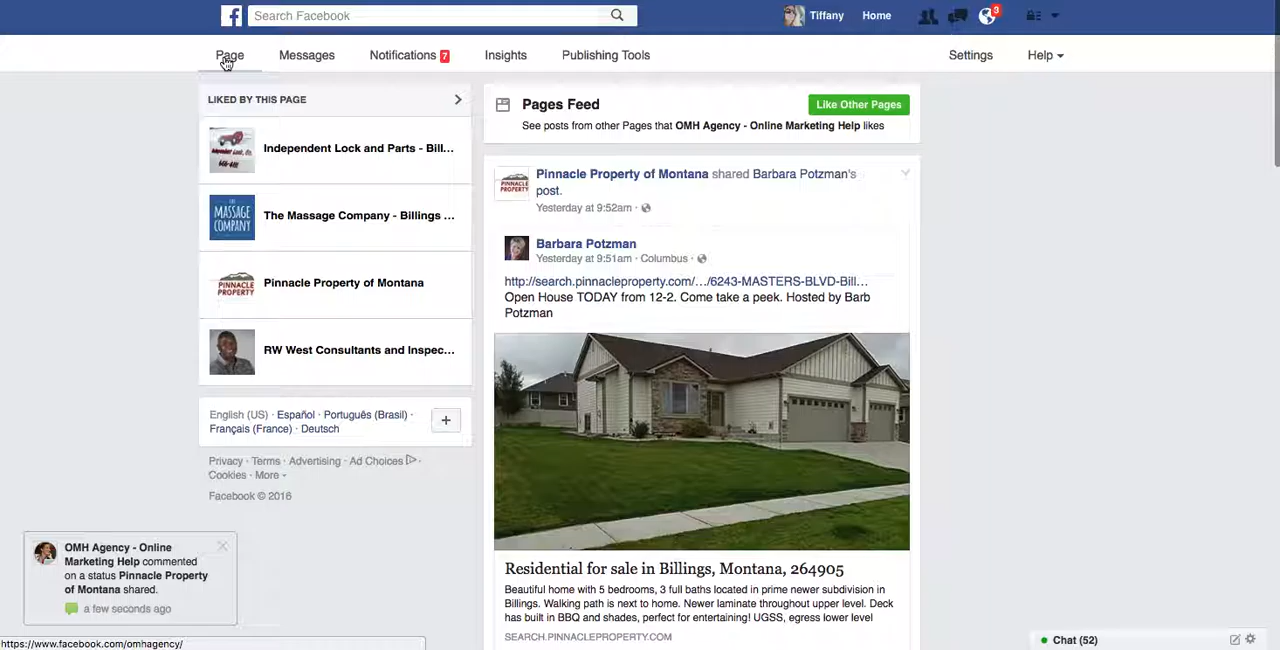 Search Facebook
Tiffany Home 3
Page Messages Notifications 7 Insights Publishing Tools Settings Help
LIKED BY THIS PAGE
Independent Lock and Parts - Bill...
THE MASSAGE COMPANY
The Massage Company - Billings ...
PINNACLE PROPERTY
Pinnacle Property of Montana
RW West Consultants and Inspec...
English (US) · Español · Português (Brasil) ·
Français (France) · Deutsch
+
Privacy · Terms · Advertising · Ad Choices ·
Cookies · More
Facebook © 2016
Pages Feed
Like Other Pages
See posts from other Pages that OMH Agency - Online Marketing Help likes
PINNACLE PROPERTY
Pinnacle Property of Montana shared Barbara Potzman's
post.
Yesterday at 9:52am ·
Barbara Potzman
Yesterday at 9:51am · Columbus ·
http://search.pinnacleproperty.com/.../6243-MASTERS-BLVD-Bill...
Open House TODAY from 12-2. Come take a peek. Hosted by Barb
Potzman
Residential for sale in Billings, Montana, 264905
Beautiful home with 5 bedrooms, 3 full baths located in prime newer subdivision in
Billings. Walking path is next to home. Newer laminate throughout upper level. Deck
has built in BBQ and shades, perfect for entertaining! UGSS, egress lower level
SEARCH.PINNACLEPROPERTY.COM
OMH Agency - Online
Marketing Help commented
on a status Pinnacle Property
of Montana shared.
a few seconds ago
https://www.facebook.com/omhagency/
Chat (52)